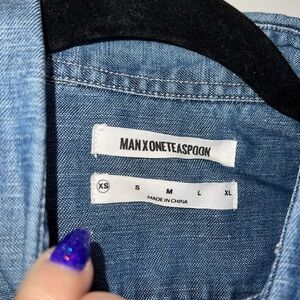 MANXONETEASPOON
XS S M L XL
MADE IN CHINA